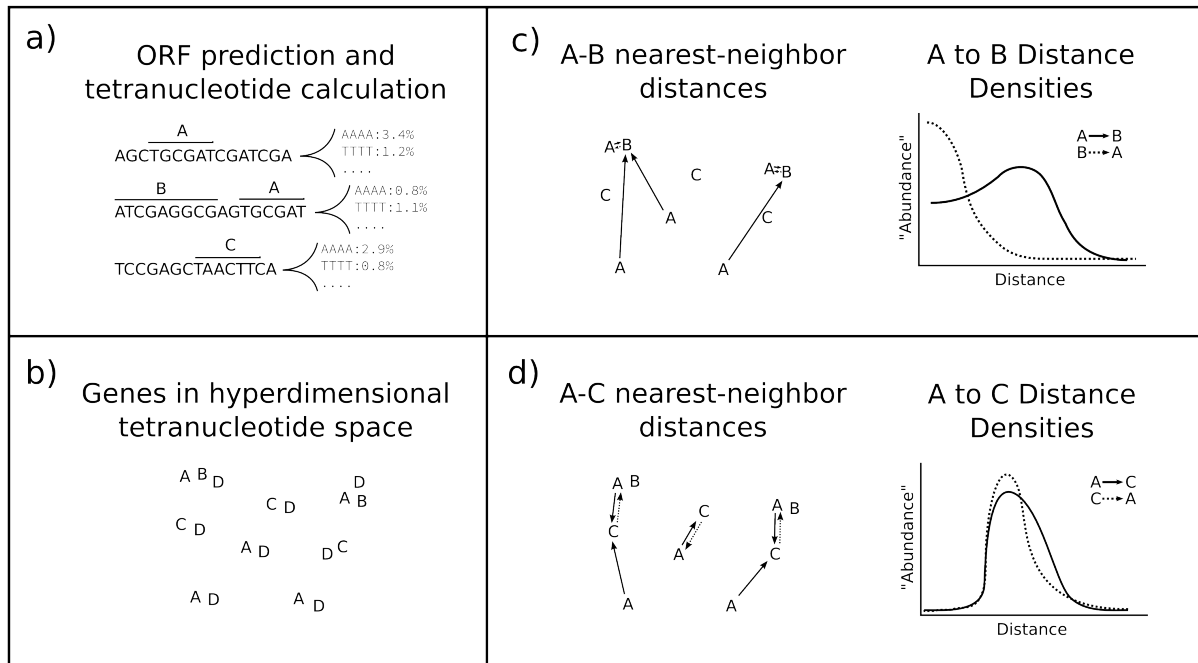 a)
ORF prediction and
tetranucleotide calculation
A
AGCTGCGATCGATCGA
AAAA:3.4%
TTTT:1.2%
....
B A
ATCGAGGCGAGTGCGAT
AAAA:0.8%
TTTT:1.1%
....
C
TCCGAGCTAACTTCA
AAAA:2.9%
TTTT:0.8%
....
b)
Genes in hyperdimensional
tetranucleotide space
A B D
D
A B
C D
C D
A D
D C
A D
A D
c)
A-B nearest-neighbor
distances
A B
C
C
A B
A
C
A
A
A to B Distance
Densities
A B
B A
"Abundance"
Distance
d)
A-C nearest-neighbor
distances
A B
C
A
C
A
A B
C
A
A
A to C Distance
Densities
A C
C A
"Abundance"
Distance